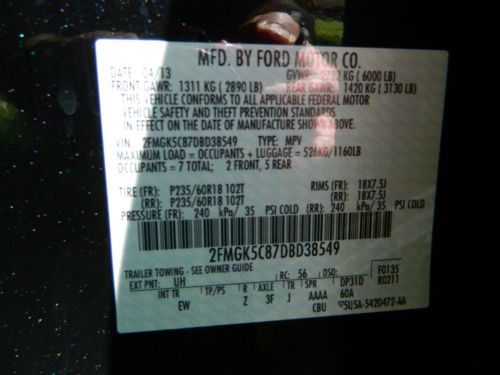 MFD. BY FORD MOTOR CO.
DATE: 04/13 GVWR: 2722 KG (6000 LB)
FRONT GAWR: 1311 KG (2890 LB) REAR GAWR: 1420 KG (3130 LB)
THIS VEHICLE CONFORMS TO ALL APPLICABLE FEDERAL MOTOR
VEHICLE SAFETY AND THEFT PREVENTION STANDARDS
IN EFFECT ON THE DATE OF MANUFACTURE SHOWN ABOVE.
VIN: 2FMGK5C87DBD38549 TYPE: MPV
MAXIMUM LOAD = OCCUPANTS + LUGGAGE = 526KG/1160LB
OCCUPANTS = 7 TOTAL; 2 FRONT, 5 REAR
TIRE (FR): P235/60R18 102T RIMS (FR): 18X7.5J
(RR): P235/60R18 102T (RR): 18X7.5J
PRESSURE (FR): 240 kPa/ 35 PSI COLD (RR): 240 kPa/ 35 PSI COLD
2FMGK5C87DBD38549
TRAILER TOWING - SEE OWNER GUIDE
EXT PNT: UH RC: 56 DSO: F0135
INT TR TP/PS R AXLE TR SPR DP31D R0211
EW Z 3F J AAAA 60A
CBU 5U5A-5420472-AA